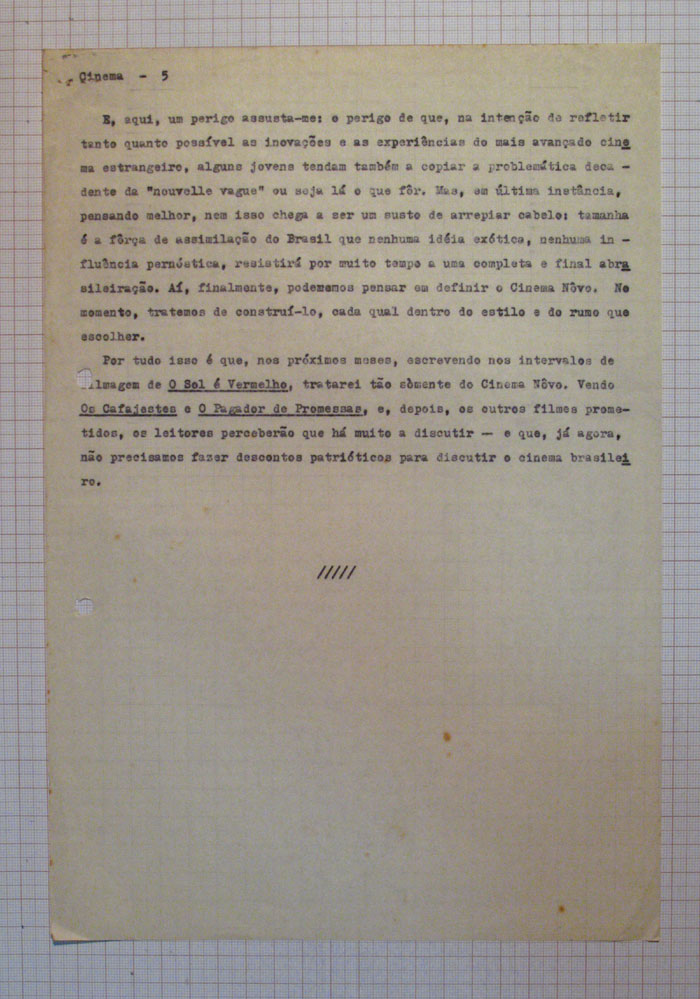 Cinema - 5
E, aqui, um perigo assusta-me: o perigo de que, na intenção de refletir
tanto quanto possível as inovações e as experiências do mais avançado cine
ma estrangeiro, alguns jovens tendam também a copiar a problemática deca -
dente da "nouvelle vague" ou seja lá o que fôr. Mas, em última instância,
pensando melhor, nem isso chega a ser um susto de arrepiar cabelo: tamanha
é a fôrça de assimilação do Brasil que nenhuma idéia exótica, nenhuma in -
fluência pernóstica, resistirá por muito tempo a uma completa e final abra
sileiração. Aí, finalmente, poderemos pensar em definir o Cinema Nôvo. No
momento, tratemos de construí-lo, cada qual dentro do estilo e do rumo que
escolher.
Por tudo isso é que, nos próximos meses, escrevendo nos intervalos de
ilmagem de O Sol é Vermelho, tratarei tão sòmente do Cinema Nôvo. Vendo
Os Cafajestes e O Pagador de Promessas, e, depois, os outros filmes prome-
tidos, os leitores perceberão que há muito a discutir — e que, já agora,
não precisamos fazer descontos patrióticos para discutir o cinema brasilei
ro.
/////